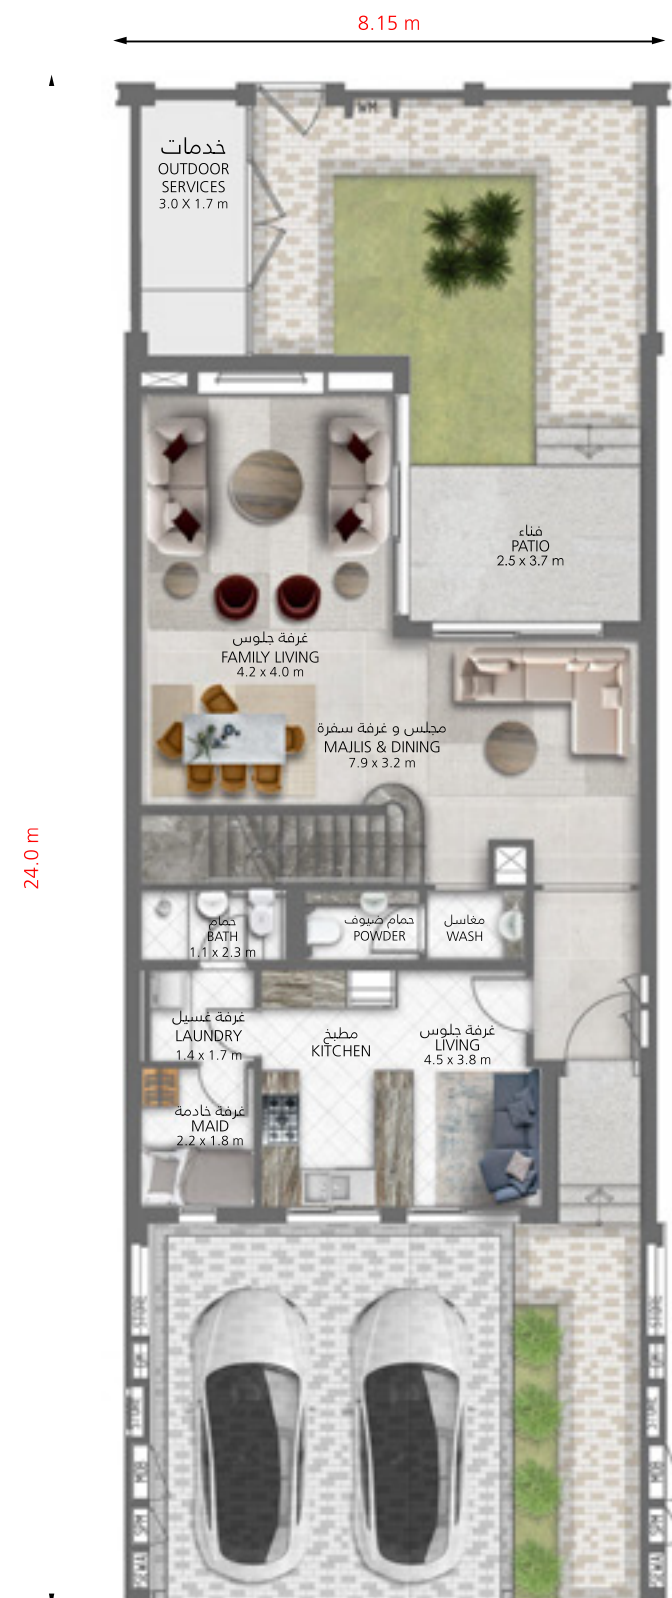 8.15 m
WM.
خدمات
OUTDOOR
SERVICES
3.0 X 1.7 m
فناء
PATIO
2.5 x 3.7 m
غرفة جلوس
FAMILY LIVING
4.2 x 4.0 m
مجلس و غرفة سفرة
MAJLIS & DINING
7.9 x 3.2 m
24.0 m
حمام
BATH
1.1 x 2.3 m
حمام ضيوف
POWDER
مغاسل
WASH
غرفة غسيل
LAUNDRY
1.4 x 1.7 m
مطبخ
KITCHEN
غرفة جلوس
LIVING
4.5 x 3.8 m
غرفة خادمة
MAID
2.2 x 1.8 m